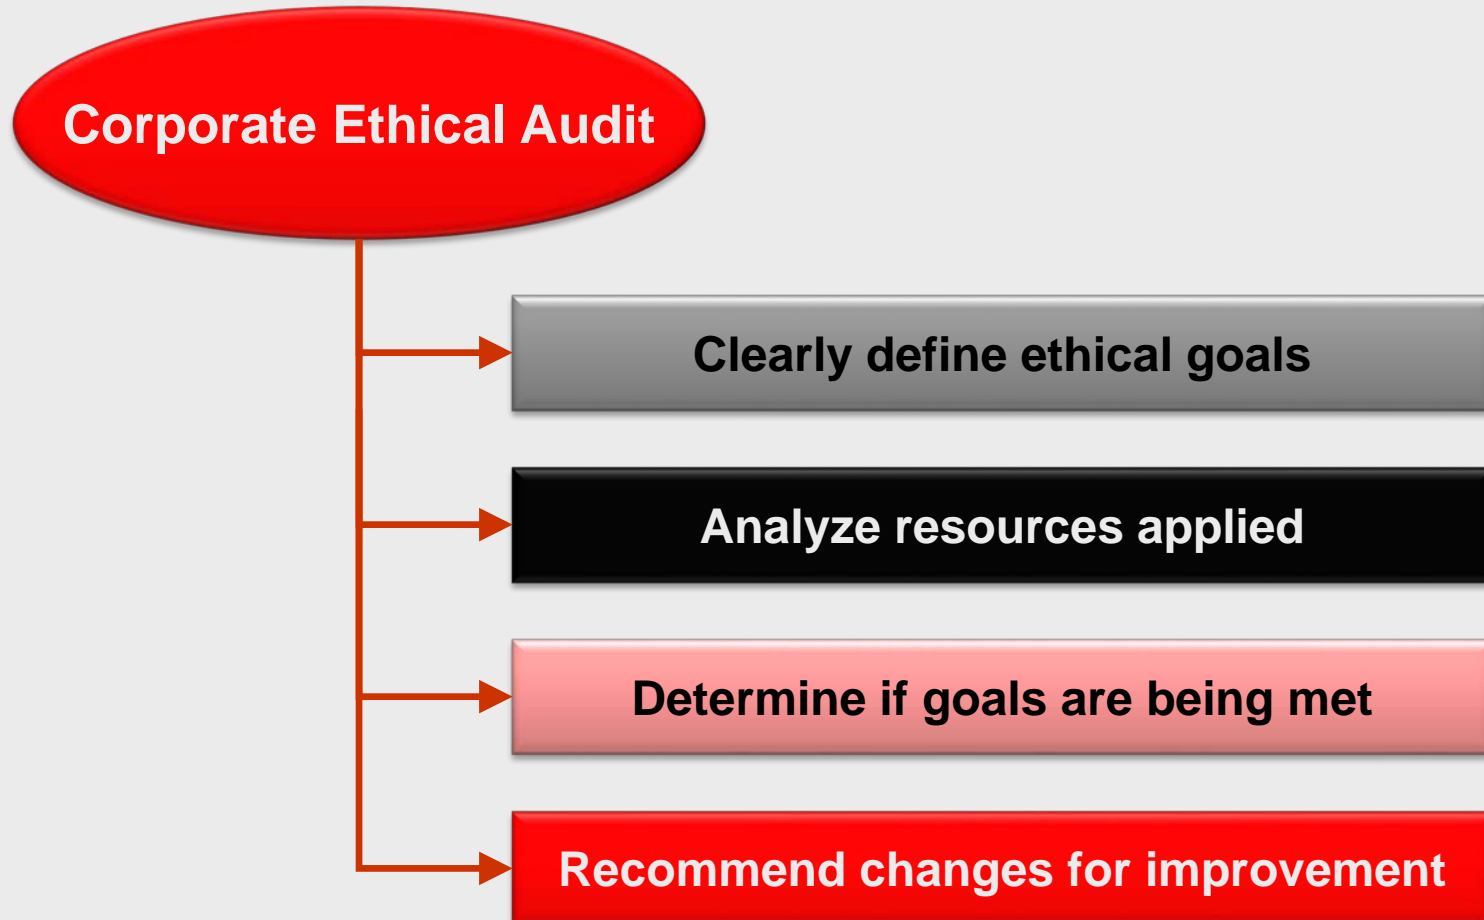 Corporate Ethical Audit
Clearly define ethical goals
Analyze resources applied
Determine if goals are being met
Recommend changes for improvement